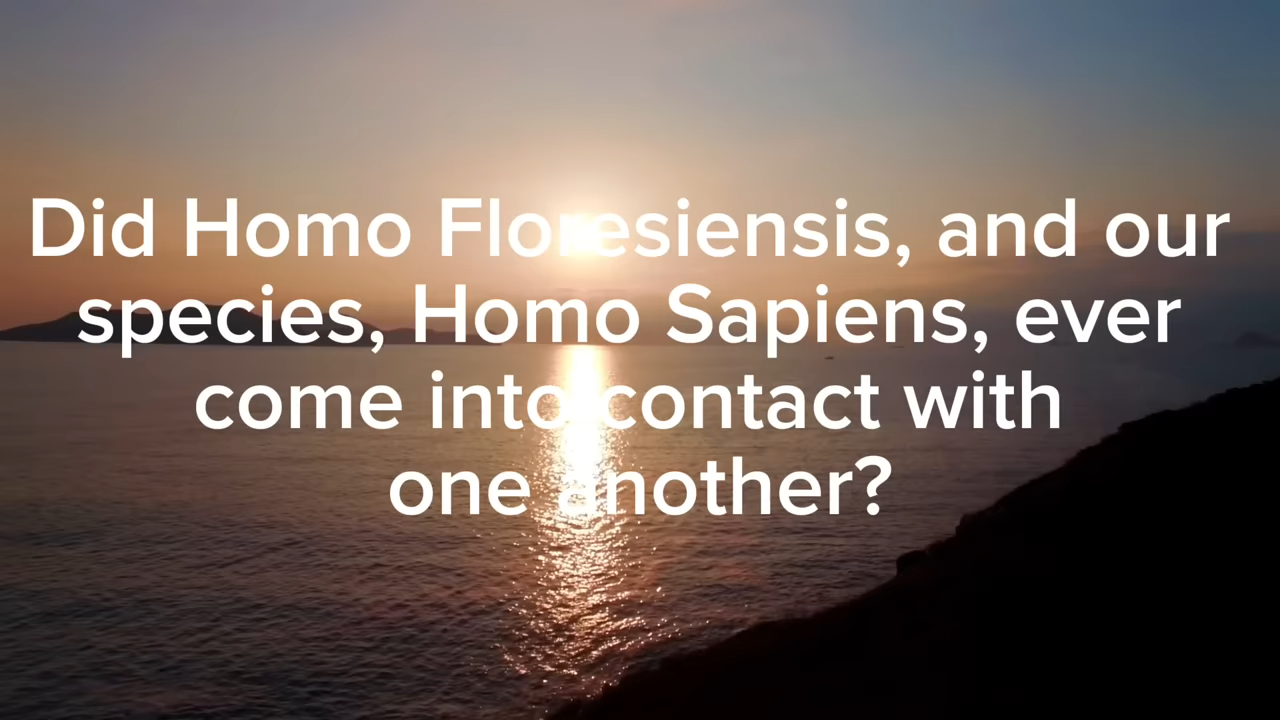 Did Homo Floresiensis, and our
species, Homo Sapiens, ever
come into contact with
one another?